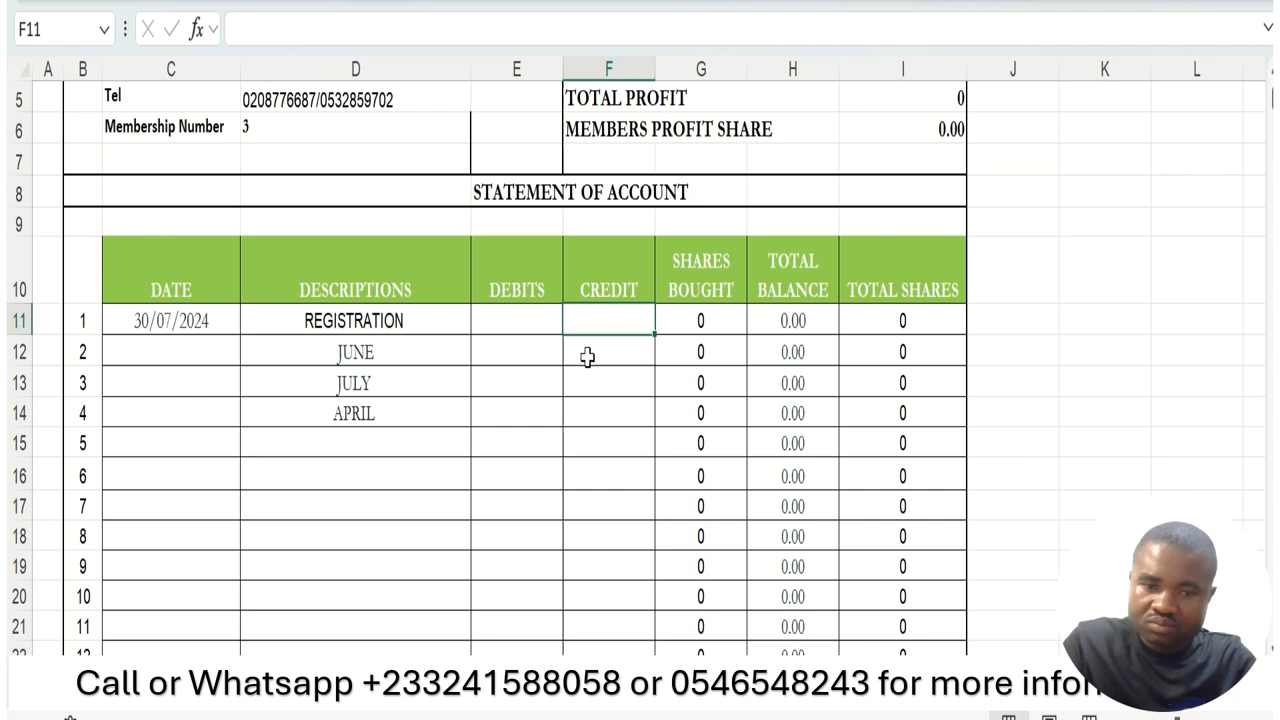 F11 fx
A B C D E F G H I J K L
5 Tel 0208776687/0532859702 TOTAL PROFIT 0
6 Membership Number 3 MEMBERS PROFIT SHARE 0.00
7
8 STATEMENT OF ACCOUNT
9
10 DATE DESCRIPTIONS DEBITS CREDIT SHARES BOUGHT TOTAL BALANCE TOTAL SHARES
11 1 30/07/2024 REGISTRATION 0 0.00 0
12 2 JUNE 0 0.00 0
13 3 JULY 0 0.00 0
14 4 APRIL 0 0.00 0
15 5 0 0.00 0
16 6 0 0.00 0
17 7 0 0.00 0
18 8 0 0.00 0
19 9 0 0.00 0
20 10 0 0.00 0
21 11 0 0.00 0
Call or Whatsapp +233241588058 or 0546548243 for more